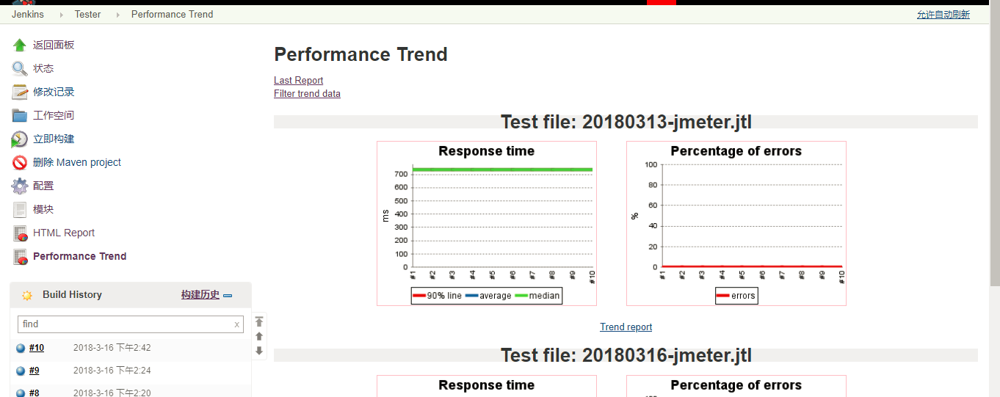 Jenkins Tester Performance Trend 允许自动刷新
返回面板
状态
修改记录
工作空间
立即构建
删除 Maven project
配置
模块
HTML Report
Performance Trend
Build History 构建历史
find x
#10 2018-3-16 下午2:42
#9 2018-3-16 下午2:24
#8 2018-3-16 下午2:20
Performance Trend
Last Report
Filter trend data
Test file: 20180313-jmeter.jtl
Response time
ms
700
600
500
400
300
200
100
0
#1 #2 #3 #4 #5 #6 #7 #8 #9 #10
90% line average median
Percentage of errors
%
100
80
60
40
20
0
#1 #2 #3 #4 #5 #6 #7 #8 #9 #10
errors
Trend report
Test file: 20180316-jmeter.jtl
Response time
Percentage of errors